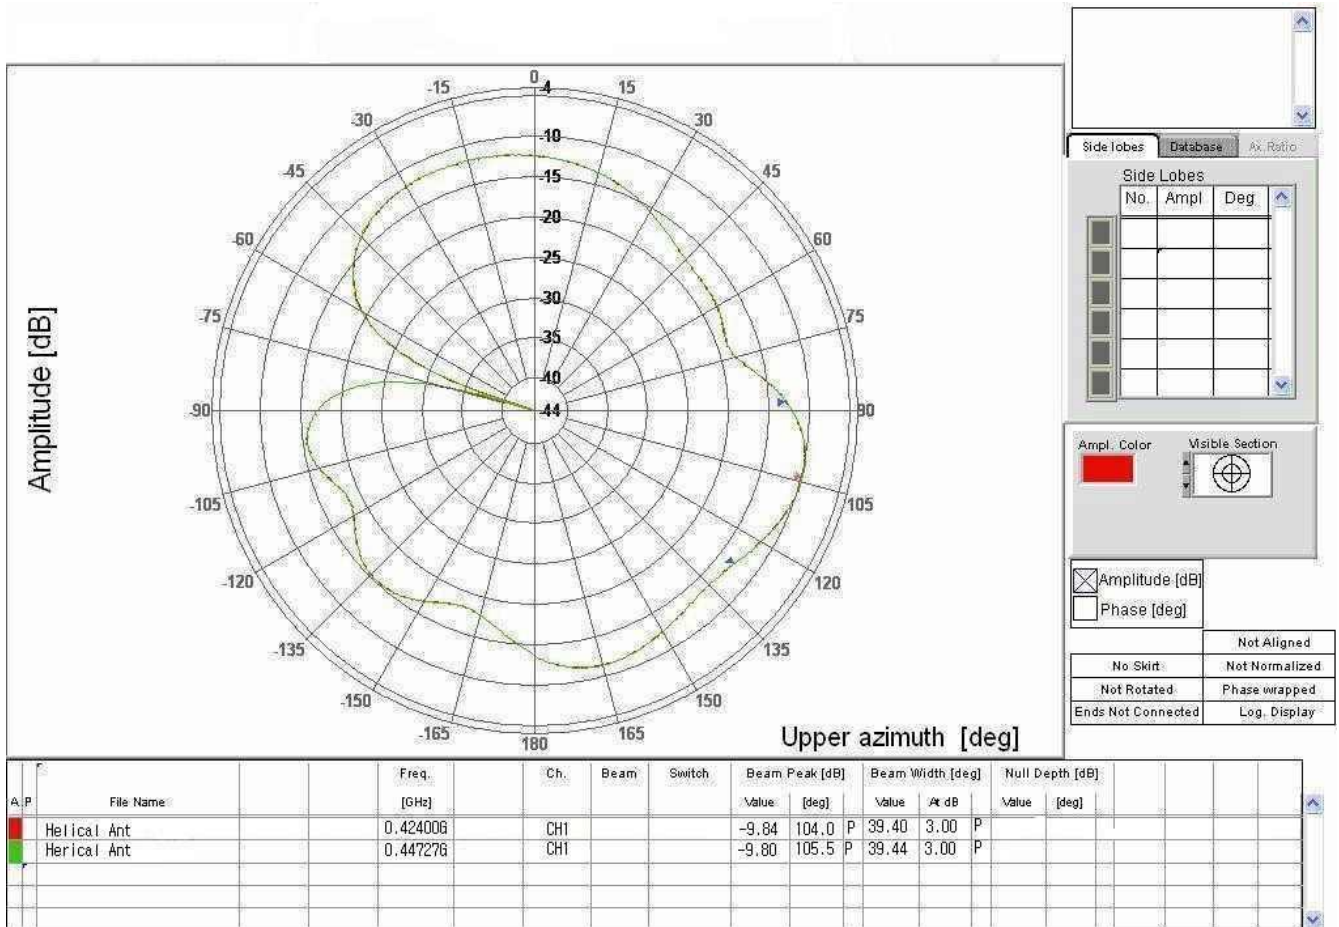 0
-4
-10
-15
-20
-25
-30
-35
-40
-44
15
30
45
60
75
90
105
120
135
150
165
180
-165
-150
-135
-120
-105
-90
-75
-60
-45
-30
-15
Amplitude [dB]
Upper azimuth [deg]
Side lobes Database Ax. Ratio
Side Lobes
No. Ampl Deg
Ampl. Color Visible Section
Amplitude [dB]
Phase [deg]
Not Aligned
No Skirt Not Normalized
Not Rotated Phase wrapped
Ends Not Connected Log. Display
Freq. Ch. Beam Switch Beam Peak [dB] Beam Width [deg] Null Depth [dB]
A P File Name [GHz] Value [deg] Value At dB Value [deg]
Helical Ant 0.42400G CH1 -9.84 104.0 P 39.40 3.00 P
Herical Ant 0.44727G CH1 -9.80 105.5 P 39.44 3.00 P